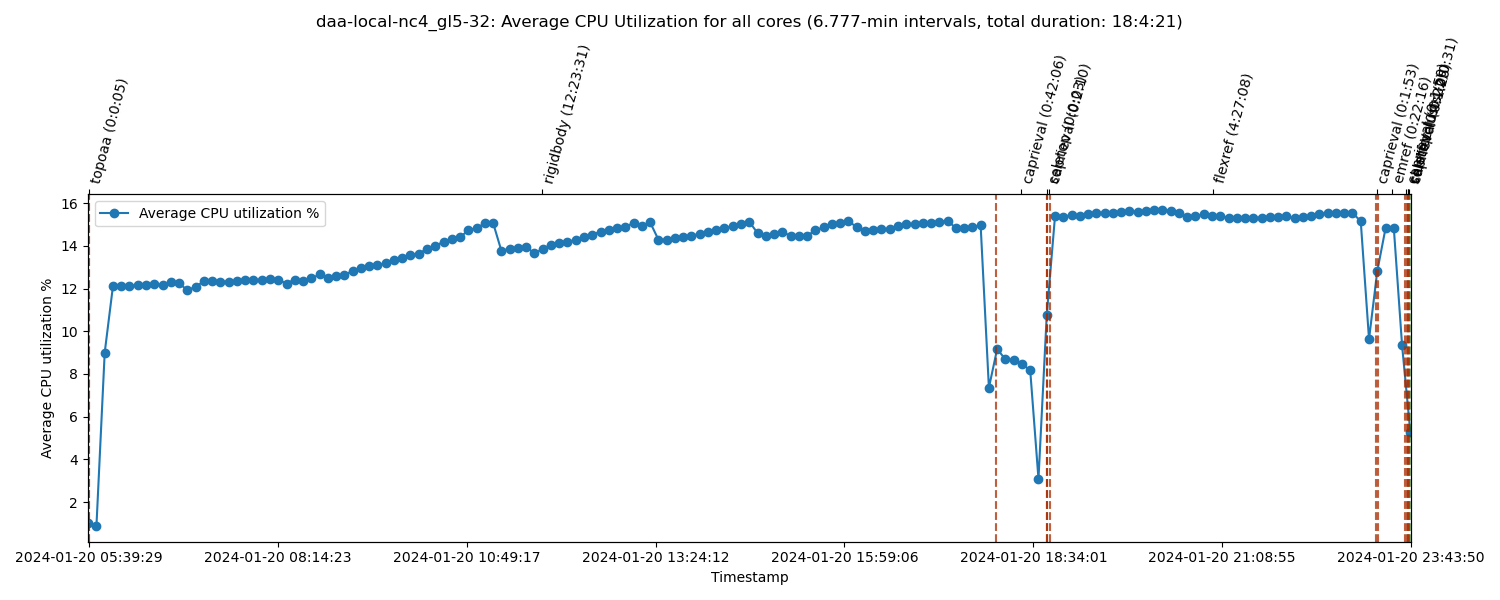 daa-local-nc4_gl5-32: Average CPU Utilization for all cores (6.777-min intervals, total duration: 18:4:21)
topoaa (0:0:05)
rigidbody (12:23:31)
caprieval (0:42:06)
flexref (4:27:08)
caprieval (0:1:53)
emref (0:22:16)
16
14
12
10
8
6
4
2
Average CPU utilization %
Average CPU utilization %
2024-01-20 05:39:29
2024-01-20 08:14:23
2024-01-20 10:49:17
2024-01-20 13:24:12
2024-01-20 15:59:06
2024-01-20 18:34:01
2024-01-20 21:08:55
2024-01-20 23:43:50
Timestamp